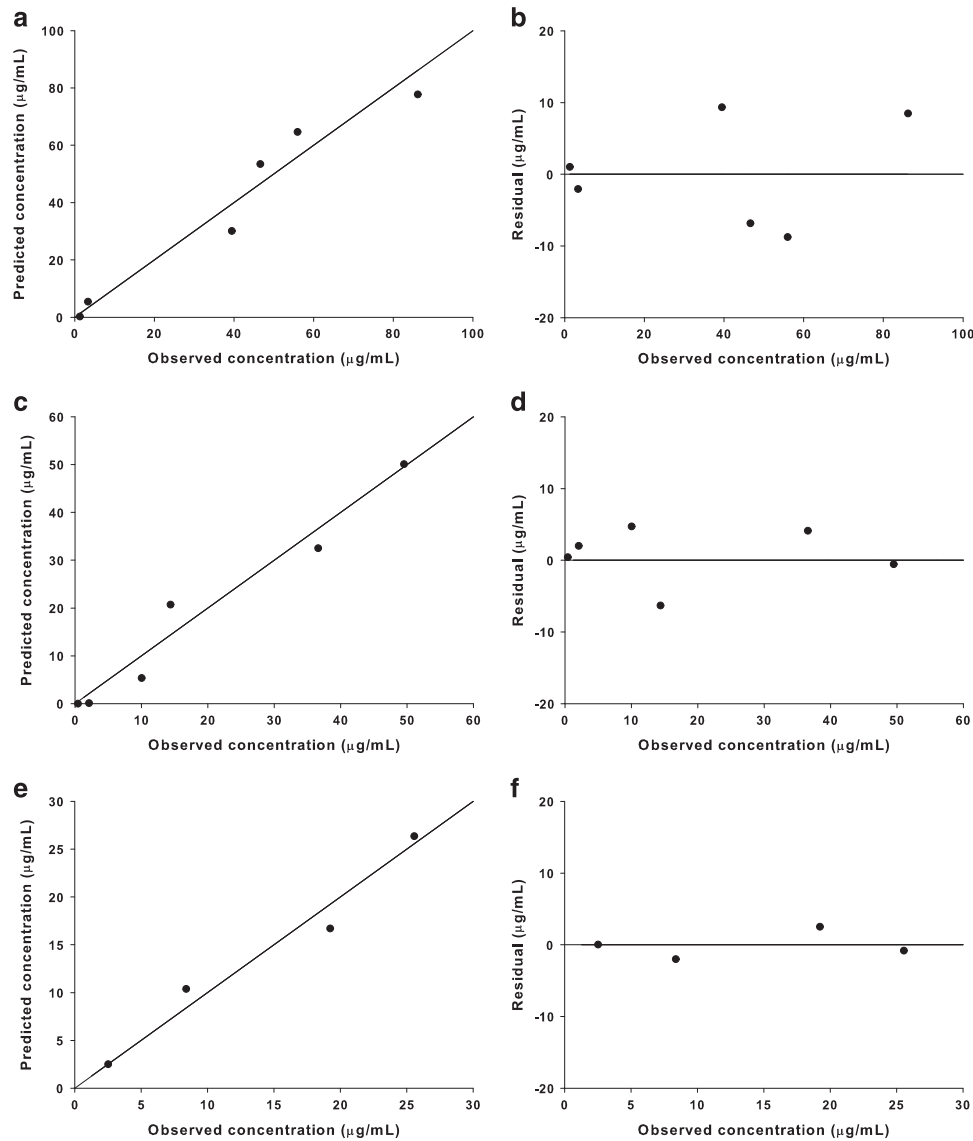 a
Predicted concentration (μg/mL)
100
80
60
40
20
0
0 20 40 60 80 100
Observed concentration (μg/mL)
b
Residual (μg/mL)
20
10
0
-10
-20
0 20 40 60 80 100
Observed concentration (μg/mL)
c
Predicted concentration (μg/mL)
60
50
40
30
20
10
0
0 10 20 30 40 50 60
Observed concentration (μg/mL)
d
Residual (μg/mL)
20
10
0
-10
-20
0 10 20 30 40 50 60
Observed concentration (μg/mL)
e
Predicted concentration (μg/mL)
30
25
20
15
10
5
0
0 5 10 15 20 25 30
Observed concentration (μg/mL)
f
Residual (μg/mL)
20
10
0
-10
-20
0 5 10 15 20 25 30
Observed concentration (μg/mL)